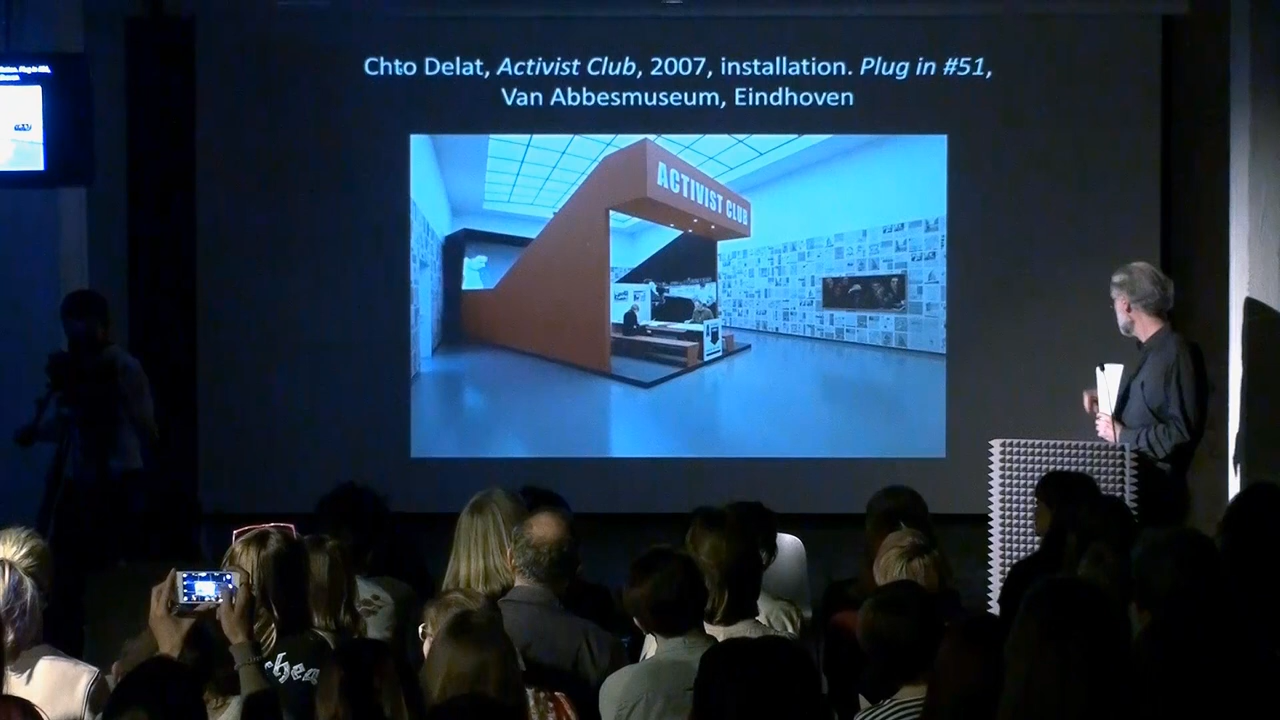 Chto Delat, Activist Club, 2007, installation. Plug in #51,
Van Abbesmuseum, Eindhoven
ACTIVIST CLUB